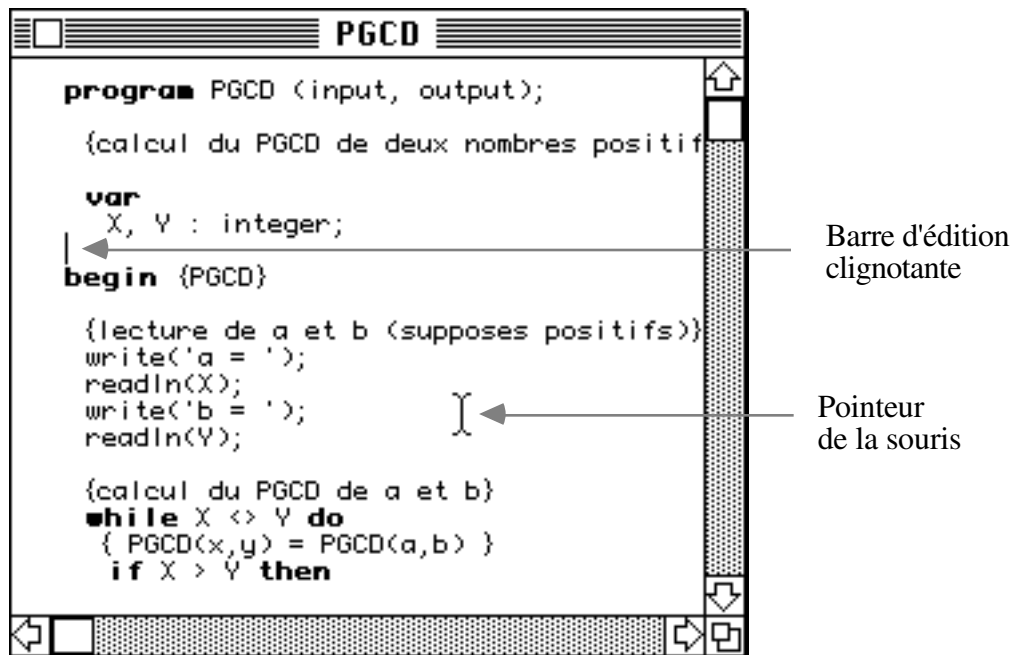 PGCD
program PGCD (input, output);
{calcul du PGCD de deux nombres positif
var
X, Y : integer;
begin {PGCD}
{lecture de a et b (supposes positifs)}
write('a = ');
readln(X);
write('b = ');
readln(Y);
{calcul du PGCD de a et b}
while X <> Y do
{ PGCD(x,y) = PGCD(a,b) }
if X > Y then
Barre d'édition
clignotante
Pointeur
de la souris